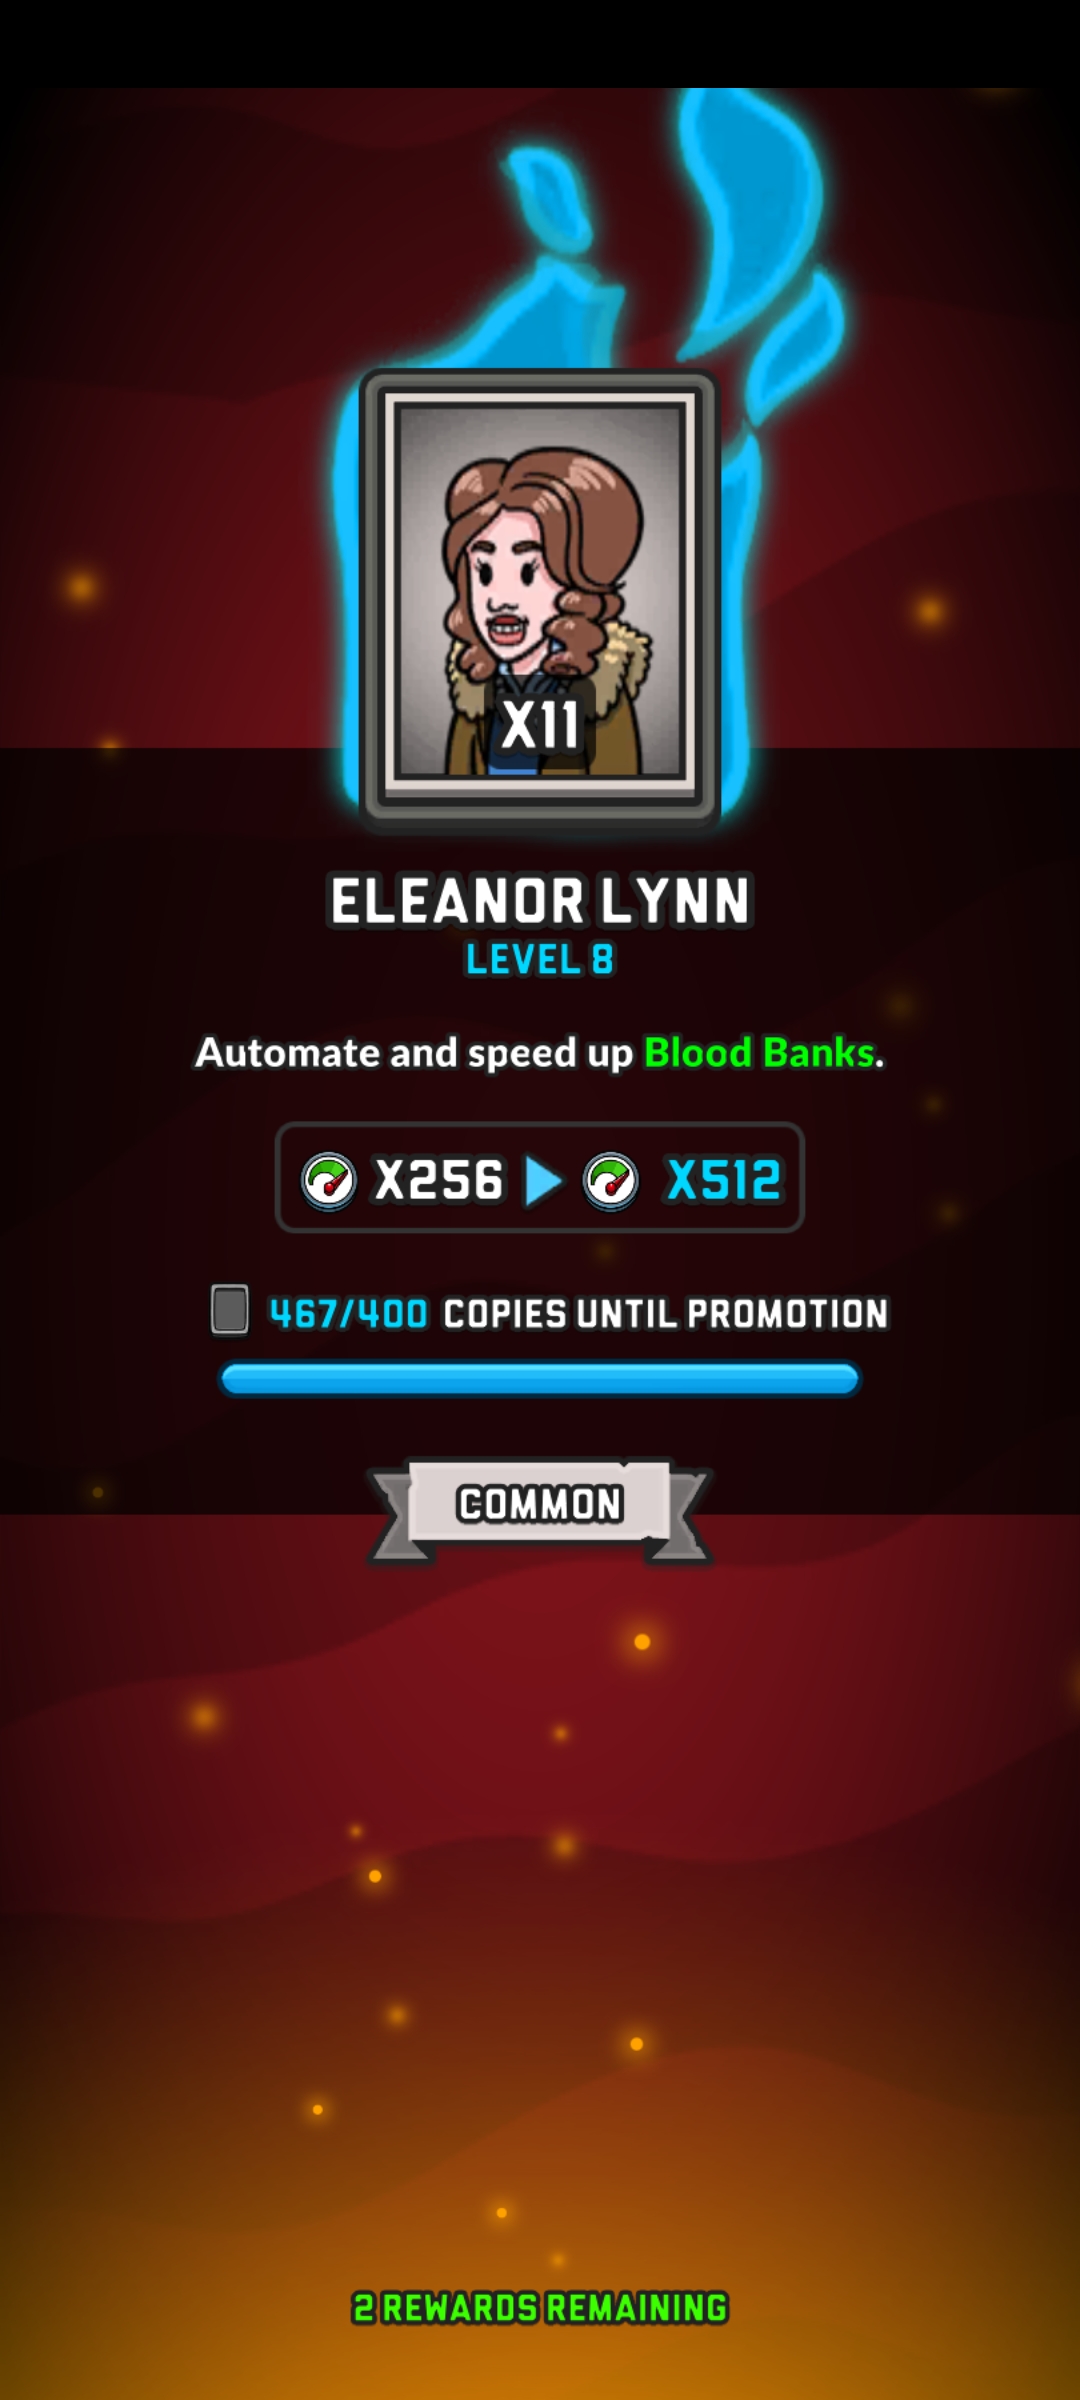 X11
ELEANOR LYNN
LEVEL 8
Automate and speed up Blood Banks.
X256 X512
467/400 COPIES UNTIL PROMOTION
COMMON
2 REWARDS REMAINING